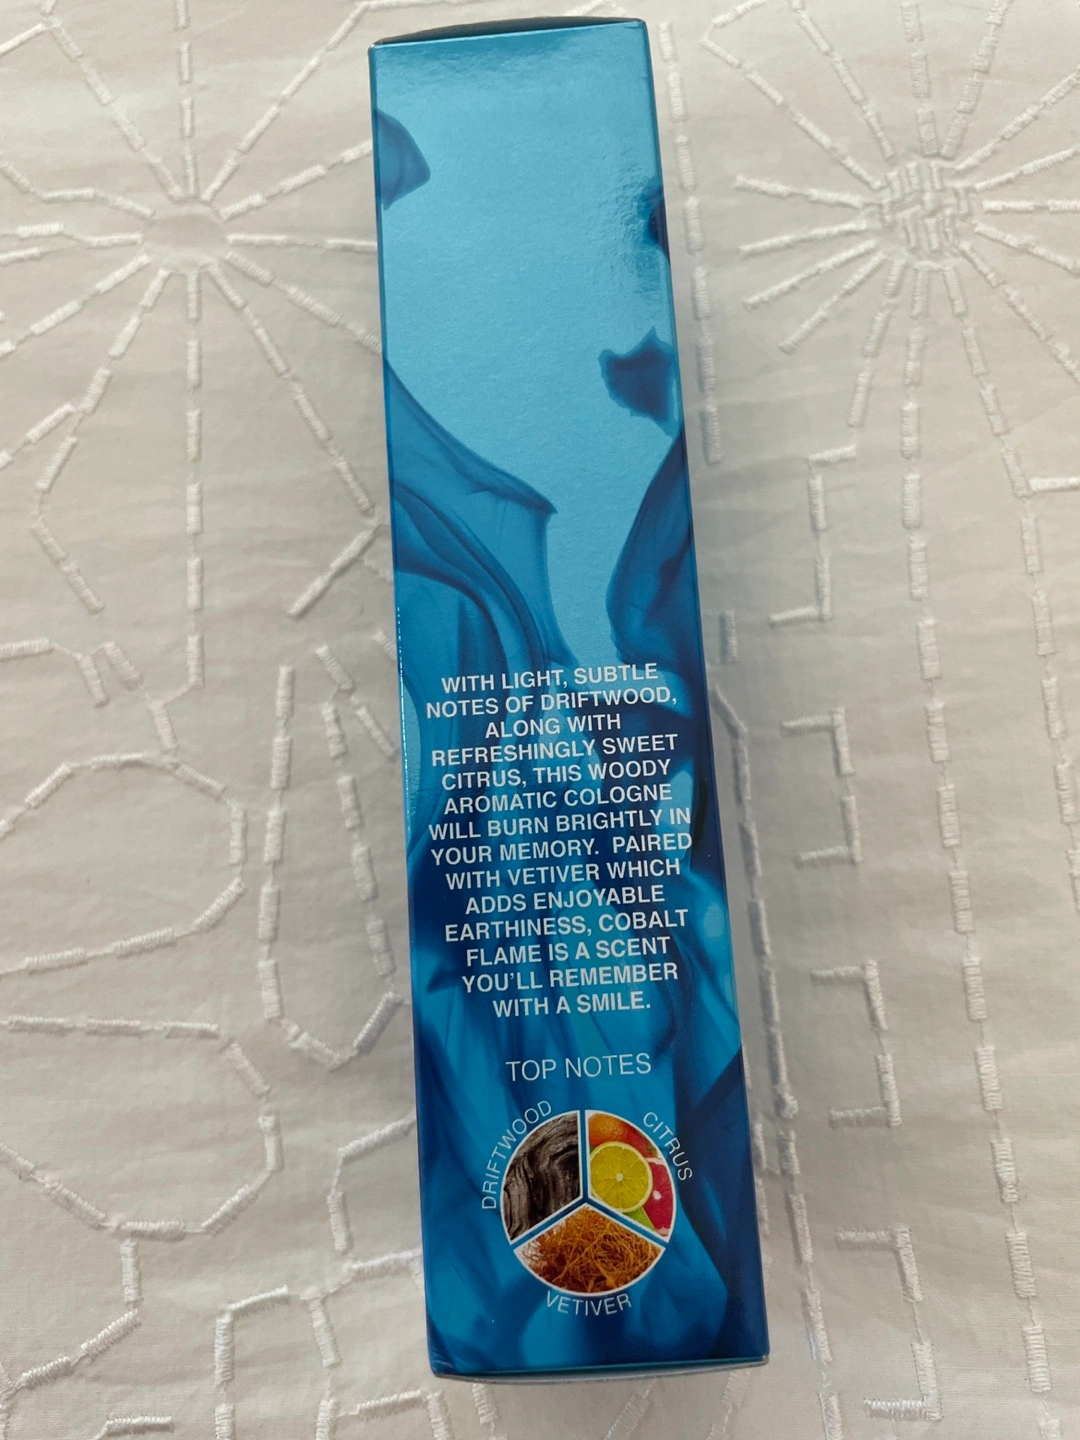 WITH LIGHT, SUBTLE
NOTES OF DRIFTWOOD,
ALONG WITH
REFRESHINGLY SWEET
CITRUS, THIS WOODY
AROMATIC COLOGNE
WILL BURN BRIGHTLY IN
YOUR MEMORY. PAIRED
WITH VETIVER WHICH
ADDS ENJOYABLE
EARTHINESS, COBALT
FLAME IS A SCENT
YOU'LL REMEMBER
WITH A SMILE.
TOP NOTES
DRIFTWOOD
CITRUS
VETIVER